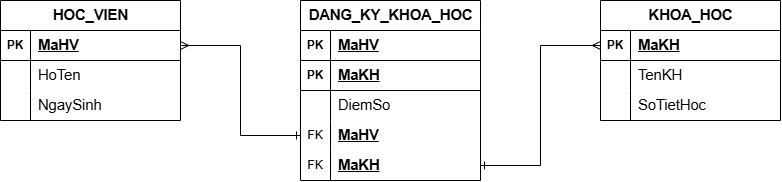 HOC_VIEN
PK MaHV
HoTen
NgaySinh
DANG_KY_KHOA_HOC
PK MaHV
PK MaKH
DiemSo
FK MaHV
FK MaKH
KHOA_HOC
PK MaKH
TenKH
SoTietHoc